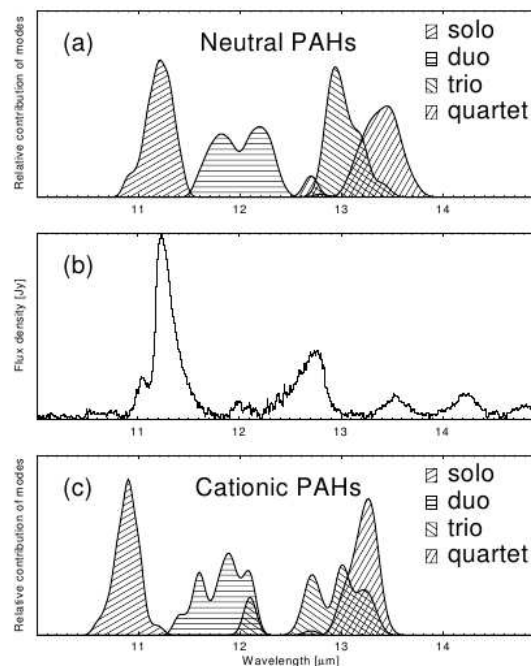 (a) Neutral PAHs
solo
duo
trio
quartet
Relative contribution of modes
11 12 13 14
(b)
Flux density [Jy]
11 12 13 14
(c) Cationic PAHs
solo
duo
trio
quartet
Relative contribution of modes
11 12 13 14
Wavelength [μm]